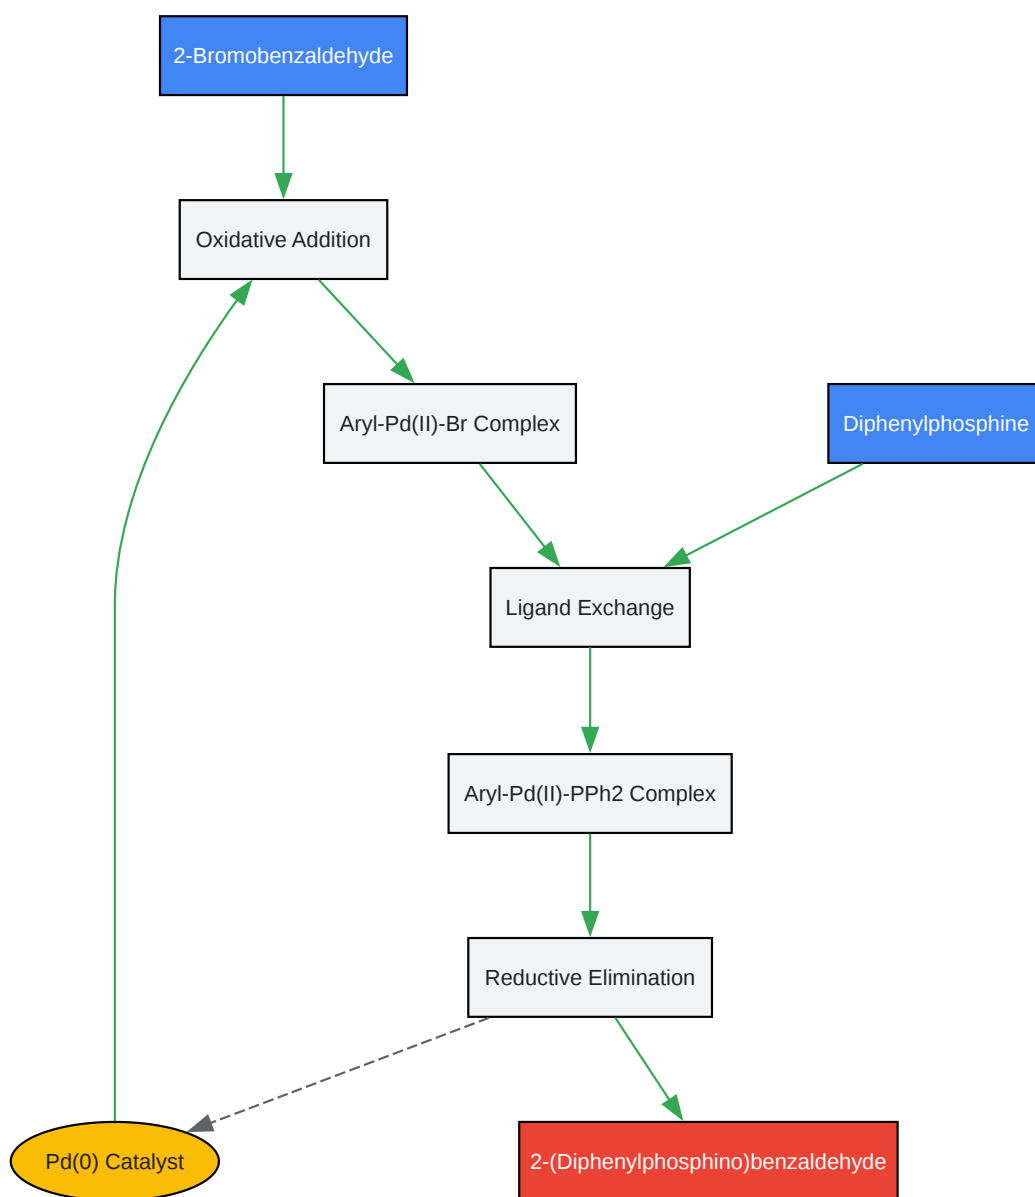 2-Bromobenzaldehyde
Oxidative Addition
Aryl-Pd(II)-Br Complex
Diphenylphosphine
Ligand Exchange
Aryl-Pd(II)-PPh2 Complex
Reductive Elimination
Pd(0) Catalyst
2-(Diphenylphosphino)benzaldehyde